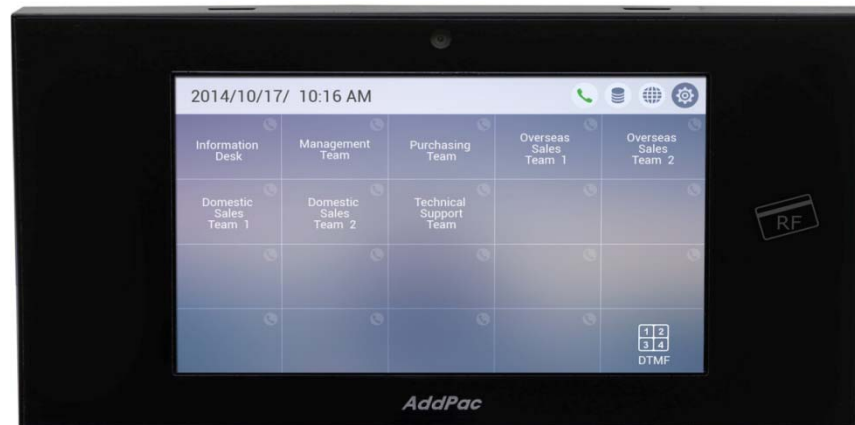 2014/10/17/ 10:16 AM
Information
Desk
Management
Team
Purchasing
Team
Overseas
Sales
Team 1
Overseas
Sales
Team 2
Domestic
Sales
Team 1
Domestic
Sales
Team 2
Technical
Support
Team
RF
1 2
3 4
DTMF
AddPac